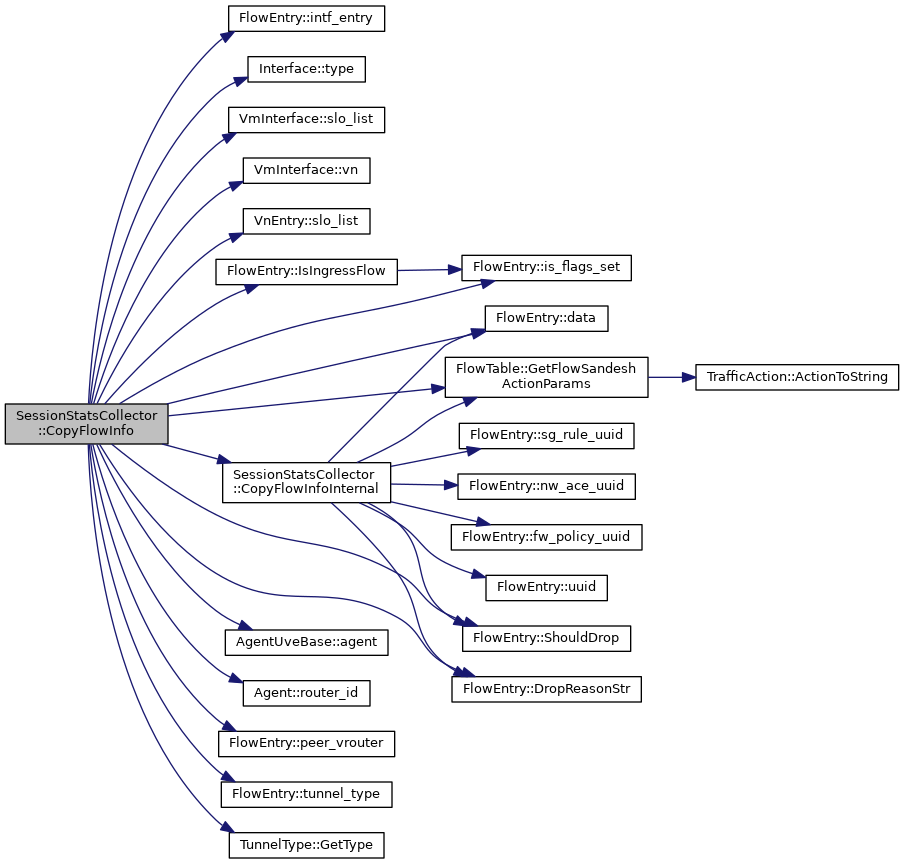 FlowEntry::intf_entry
Interface::type
VmInterface::slo_list
VmInterface::vn
VnEntry::slo_list
FlowEntry::IsIngressFlow
FlowEntry::is_flags_set
FlowEntry::data
FlowTable::GetFlowSandesh
ActionParams
TrafficAction::ActionToString
SessionStatsCollector
::CopyFlowInfo
FlowEntry::sg_rule_uuid
SessionStatsCollector
::CopyFlowInfoInternal
FlowEntry::nw_ace_uuid
FlowEntry::fw_policy_uuid
FlowEntry::uuid
FlowEntry::ShouldDrop
AgentUveBase::agent
FlowEntry::DropReasonStr
Agent::router_id
FlowEntry::peer_vrouter
FlowEntry::tunnel_type
TunnelType::GetType